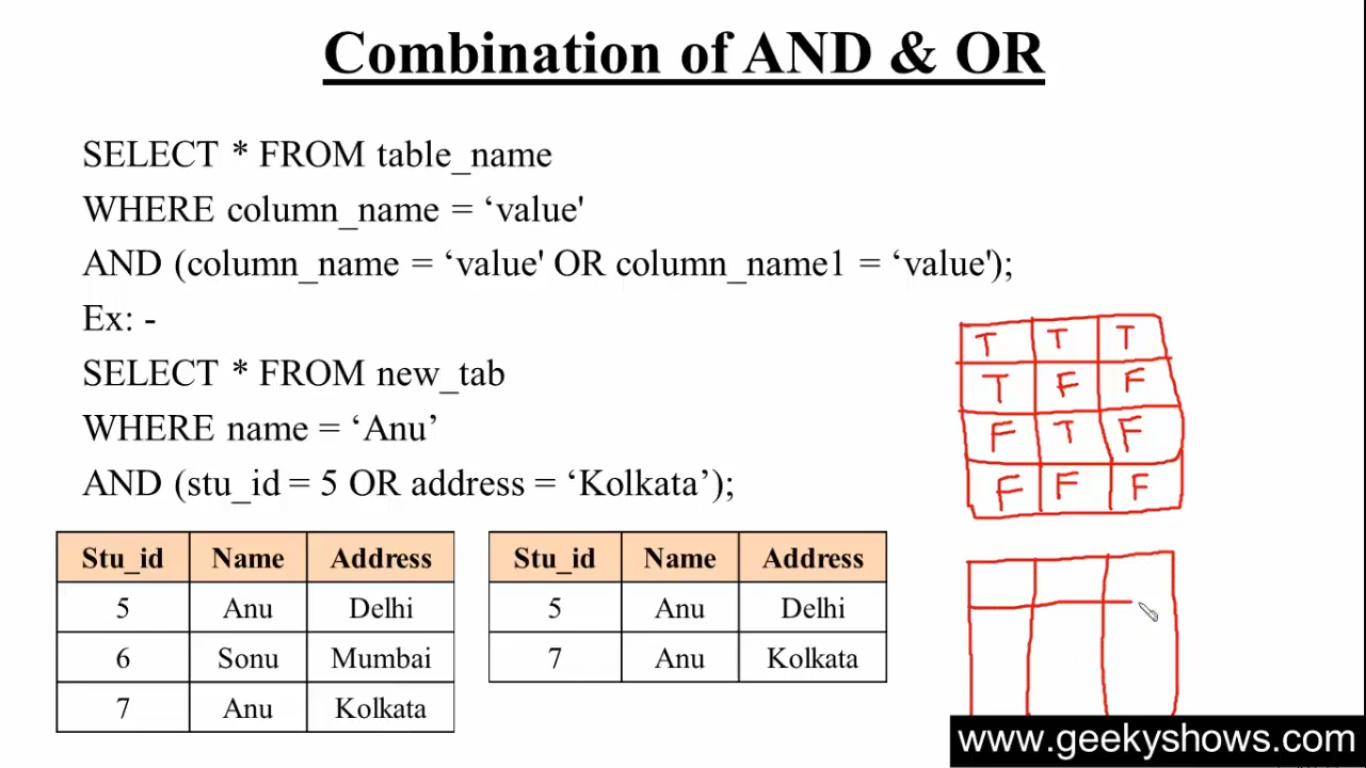 Combination of AND & OR
SELECT * FROM table_name
WHERE column_name = ‘value'
AND (column_name = ‘value' OR column_name1 = ‘value');
Ex: -
SELECT * FROM new_tab
WHERE name = ‘Anu’
AND (stu_id = 5 OR address = ‘Kolkata’);
T T T
T F F
F T F
F F F
Stu_id Name Address
5 Anu Delhi
6 Sonu Mumbai
7 Anu Kolkata
Stu_id Name Address
5 Anu Delhi
7 Anu Kolkata
www.geekyshows.com